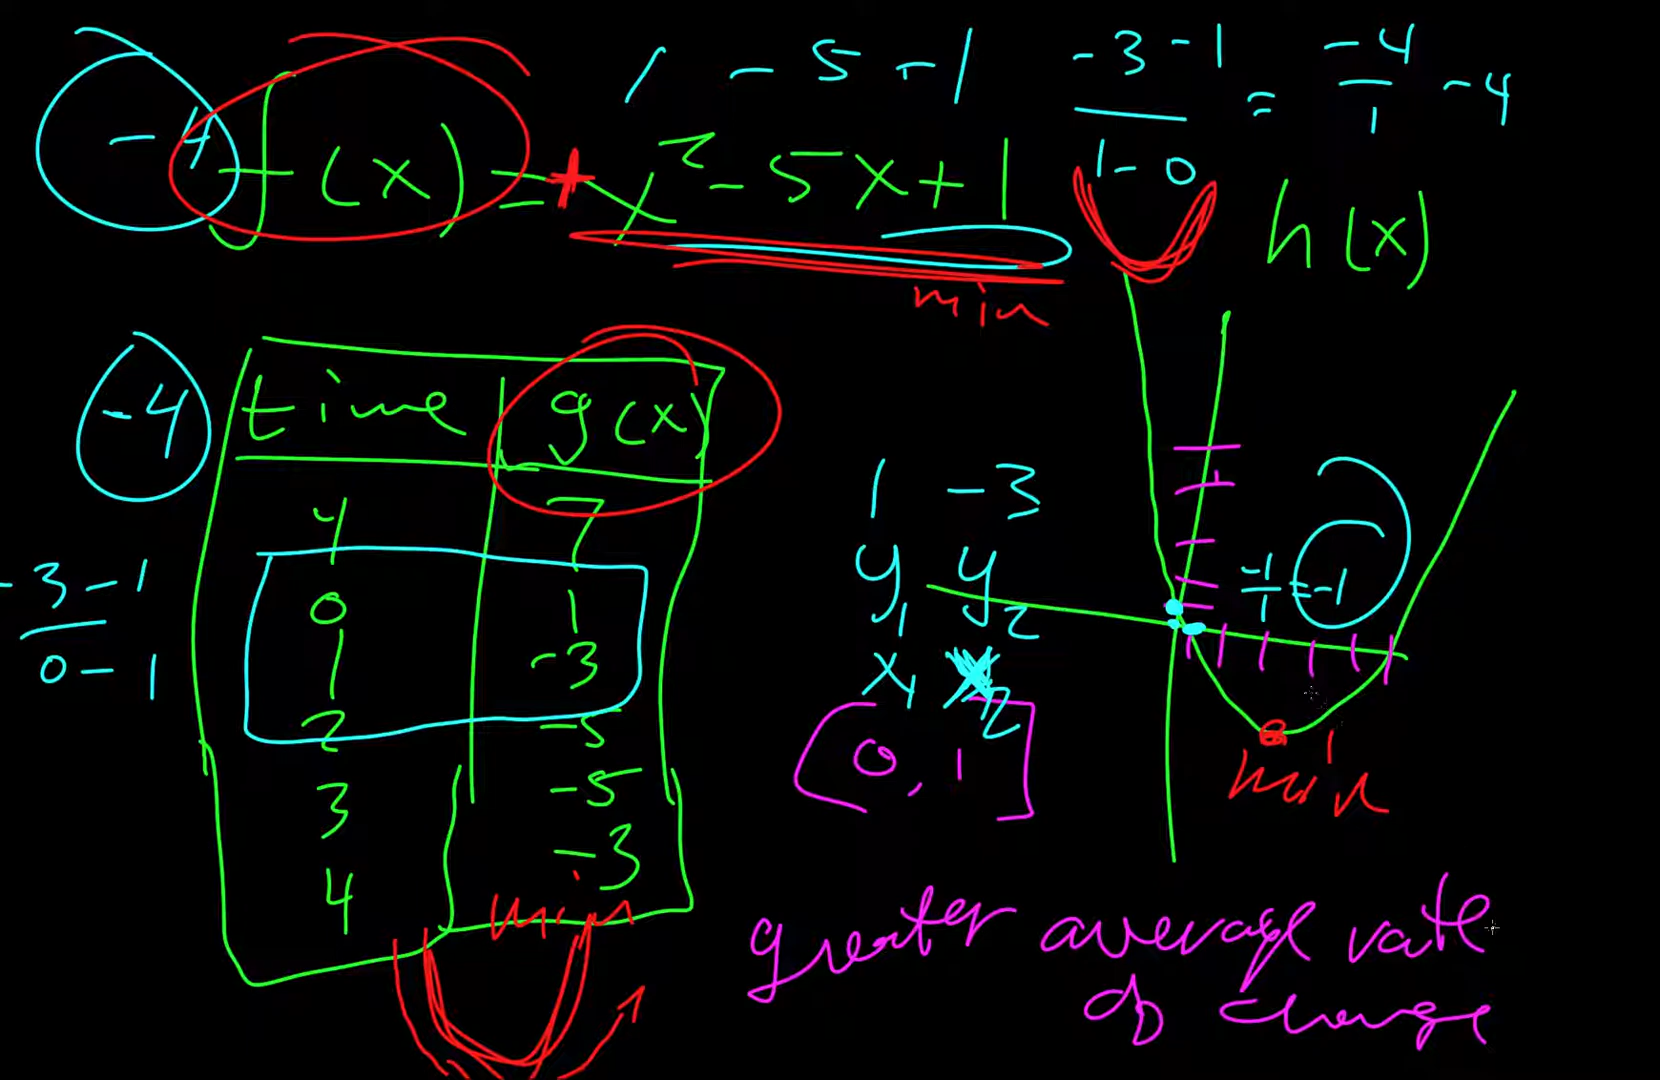 1 - 5 + 1
-3 - 1 / 1 - 0 = -4 / 1 - 4
-4
f(x) = + x² - 5x + 1
h(x)
min
-4
time g(x)
4 7
0 1
1 -3
2 -5
3 -5
4 -3
min
-3 - 1
0 - 1
1 -3
y1 y2
x1 x2
[0, 1]
-1 / 1 = -1
min
greater average rate
of change